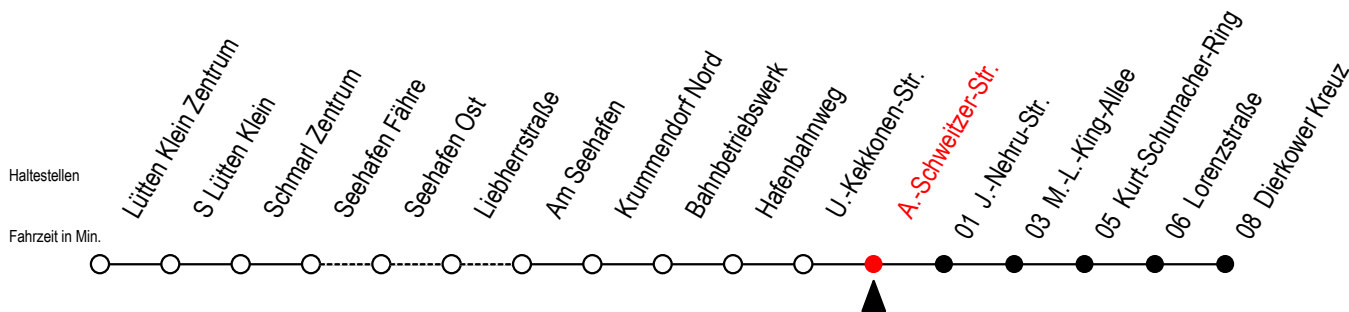 Haltestellen
Fahrzeit in Min.
Lütten Klein Zentrum
S Lütten Klein
Schmarl Zentrum
Seehafen Fähre
Seehafen Ost
Liebherrstraße
Am Seehafen
Krummendorf Nord
Bahnbetriebswerk
Hafenbahnweg
U.-Kekkonen-Str.
A.-Schweitzer-Str.
01 J.-Nehru-Str.
03 M.-L.-King-Allee
05 Kurt-Schumacher-Ring
06 Lorenzstraße
08 Dierkower Kreuz